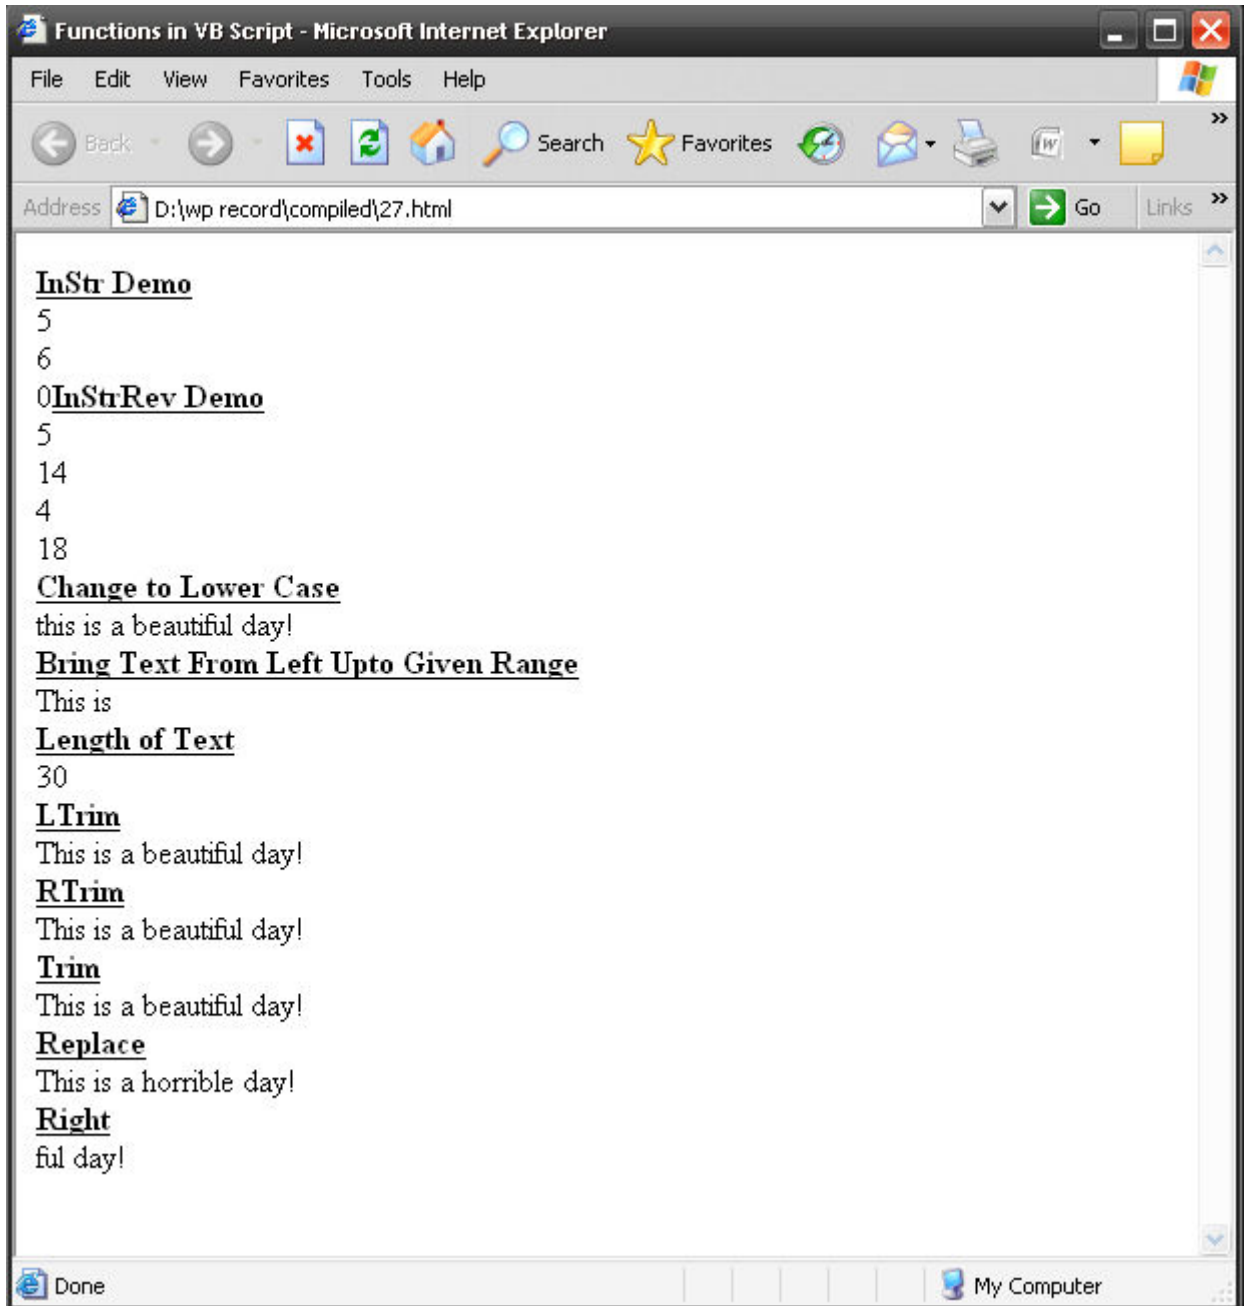 Functions in VB Script - Microsoft Internet Explorer
File Edit View Favorites Tools Help
Back Search Favorites W
Address D:\wp record\compiled\27.html Go Links
InStr Demo
5
6
0InStrRev Demo
5
14
4
18
Change to Lower Case
this is a beautiful day!
Bring Text From Left Upto Given Range
This is
Length of Text
30
LTrim
This is a beautiful day!
RTrim
This is a beautiful day!
Trim
This is a beautiful day!
Replace
This is a horrible day!
Right
ful day!
Done My Computer